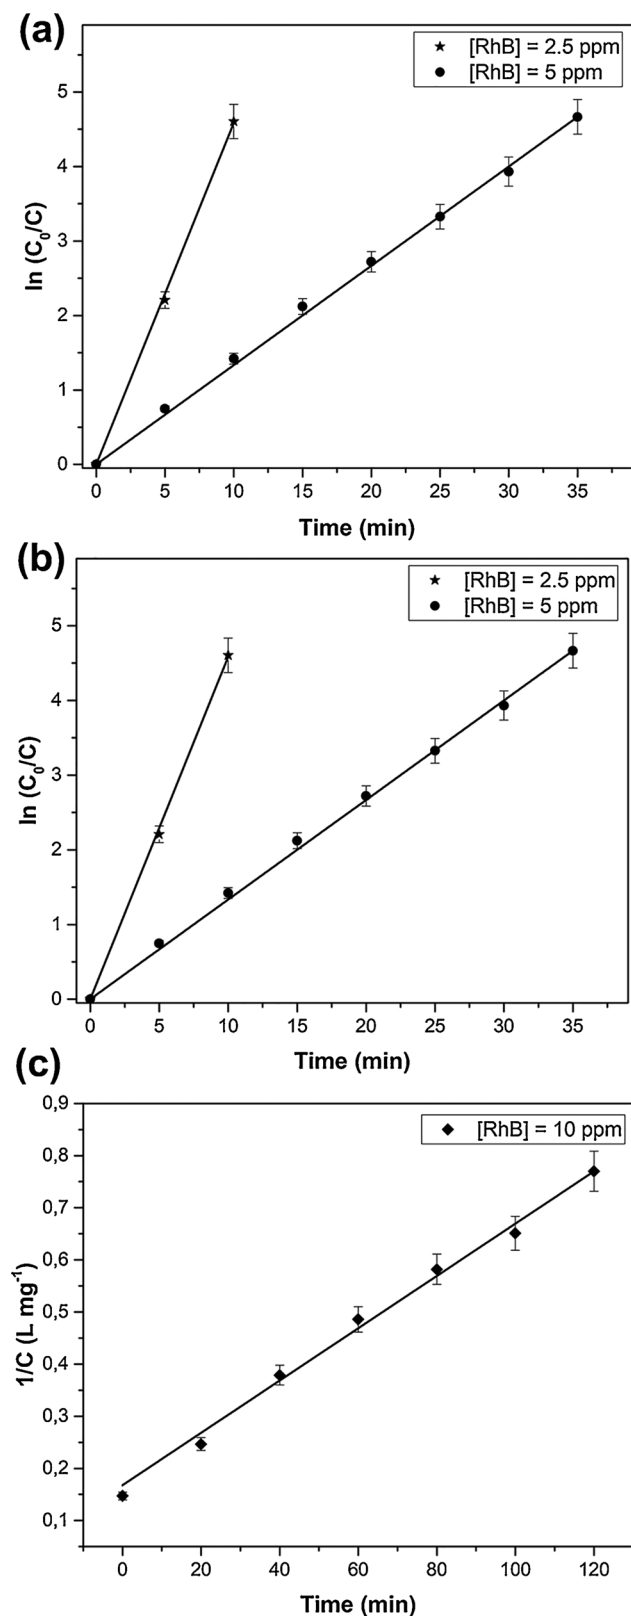 (a)
[RhB] = 2.5 ppm
[RhB] = 5 ppm
5
4
3
2
1
0
ln (C₀/C)
0 5 10 15 20 25 30 35
Time (min)
(b)
[RhB] = 2.5 ppm
[RhB] = 5 ppm
5
4
3
2
1
0
ln (C₀/C)
0 5 10 15 20 25 30 35
Time (min)
(c)
[RhB] = 10 ppm
0,9
0,8
0,7
0,6
0,5
0,4
0,3
0,2
0,1
1/C (L mg⁻¹)
0 20 40 60 80 100 120
Time (min)